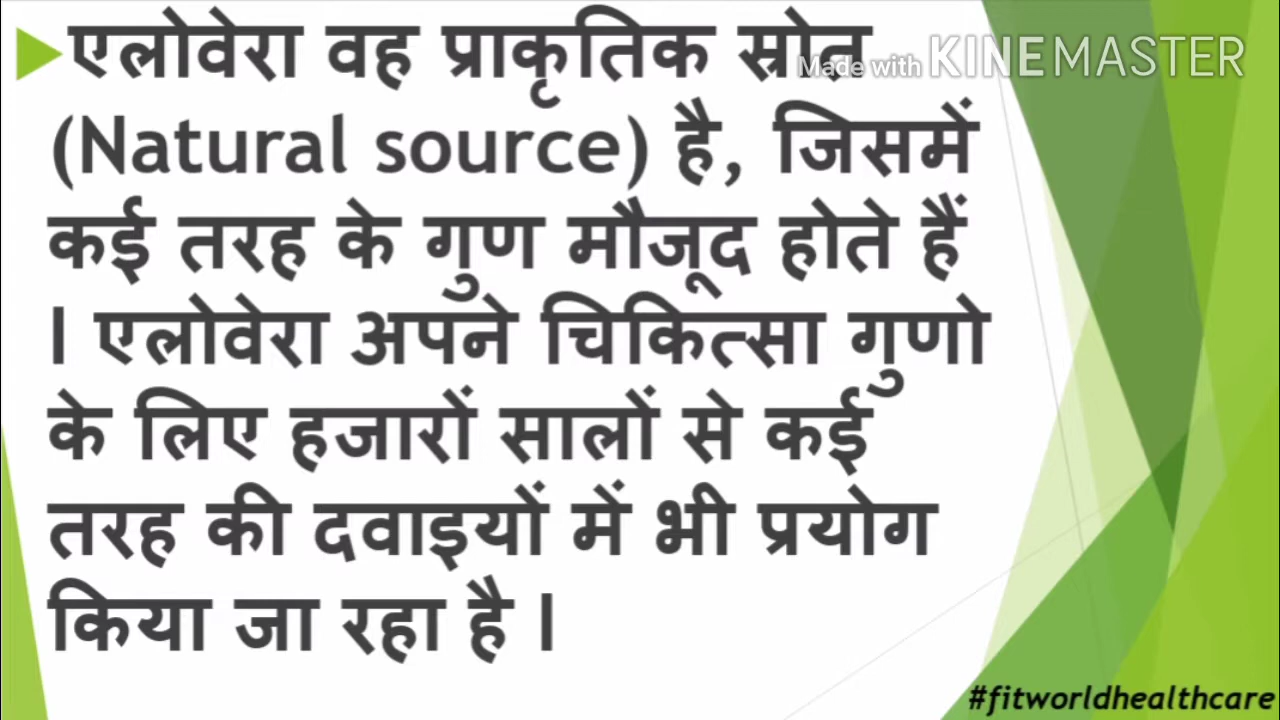 एलोवेरा वह प्राकृतिक स्रोत
Made with KINEMASTER
(Natural source) है, जिसमें
कई तरह के गुण मौजूद होते हैं
l एलोवेरा अपने चिकित्सा गुणो
के लिए हजारों सालों से कई
तरह की दवाइयों में भी प्रयोग
किया जा रहा है l
#fitworldhealthcare